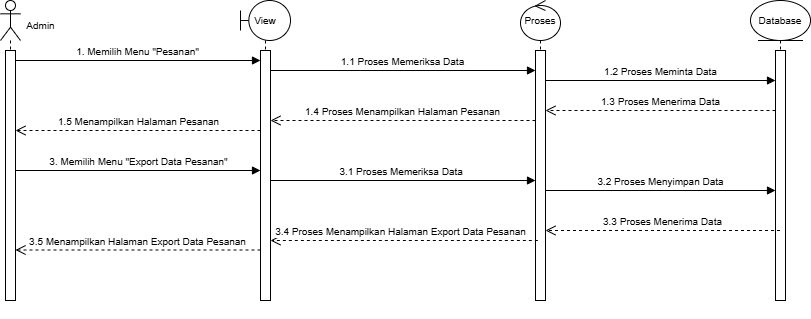 Admin
View
Proses
Database
1. Memilih Menu "Pesanan"
1.1 Proses Memeriksa Data
1.2 Proses Meminta Data
1.3 Proses Menerima Data
1.4 Proses Menampilkan Halaman Pesanan
1.5 Menampilkan Halaman Pesanan
3. Memilih Menu "Export Data Pesanan"
3.1 Proses Memeriksa Data
3.2 Proses Menyimpan Data
3.3 Proses Menerima Data
3.4 Proses Menampilkan Halaman Export Data Pesanan
3.5 Menampilkan Halaman Export Data Pesanan